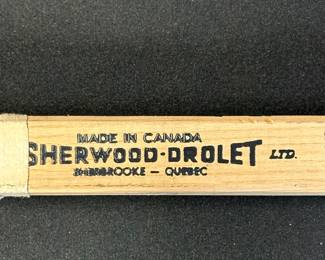 MADE IN CANADA
SHERWOOD-DROLET LTD.
SHERBROOKE – QUEBEC